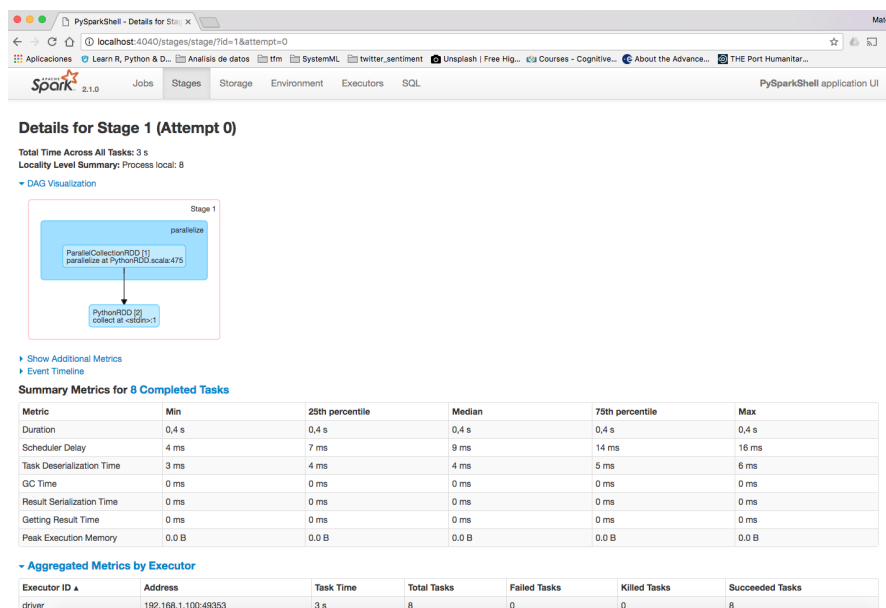 PySparkShell - Details for Stag
Mat
localhost:4040/stages/stage/?id=1&attempt=0
Aplicaciones Learn R, Python & D... Análisis de datos tfm SystemML twitter_sentiment Unsplash | Free Hig... Courses - Cognitive... About the Advance... THE Port Humanitar...
APACHE Spark 2.1.0 Jobs Stages Storage Environment Executors SQL PySparkShell application UI
Details for Stage 1 (Attempt 0)
Total Time Across All Tasks: 3 s
Locality Level Summary: Process local: 8
DAG Visualization
Stage 1
parallelize
ParallelCollectionRDD [1]
parallelize at PythonRDD.scala:475
PythonRDD [2]
collect at <stdin>:1
Show Additional Metrics
Event Timeline
Summary Metrics for 8 Completed Tasks
Metric Min 25th percentile Median 75th percentile Max
Duration 0,4 s 0,4 s 0,4 s 0,4 s 0,4 s
Scheduler Delay 4 ms 7 ms 9 ms 14 ms 16 ms
Task Deserialization Time 3 ms 4 ms 4 ms 5 ms 6 ms
GC Time 0 ms 0 ms 0 ms 0 ms 0 ms
Result Serialization Time 0 ms 0 ms 0 ms 0 ms 0 ms
Getting Result Time 0 ms 0 ms 0 ms 0 ms 0 ms
Peak Execution Memory 0.0 B 0.0 B 0.0 B 0.0 B 0.0 B
Aggregated Metrics by Executor
Executor ID ▲ Address Task Time Total Tasks Failed Tasks Killed Tasks Succeeded Tasks
driver 192.168.1.100:49353 3 s 8 0 0 8